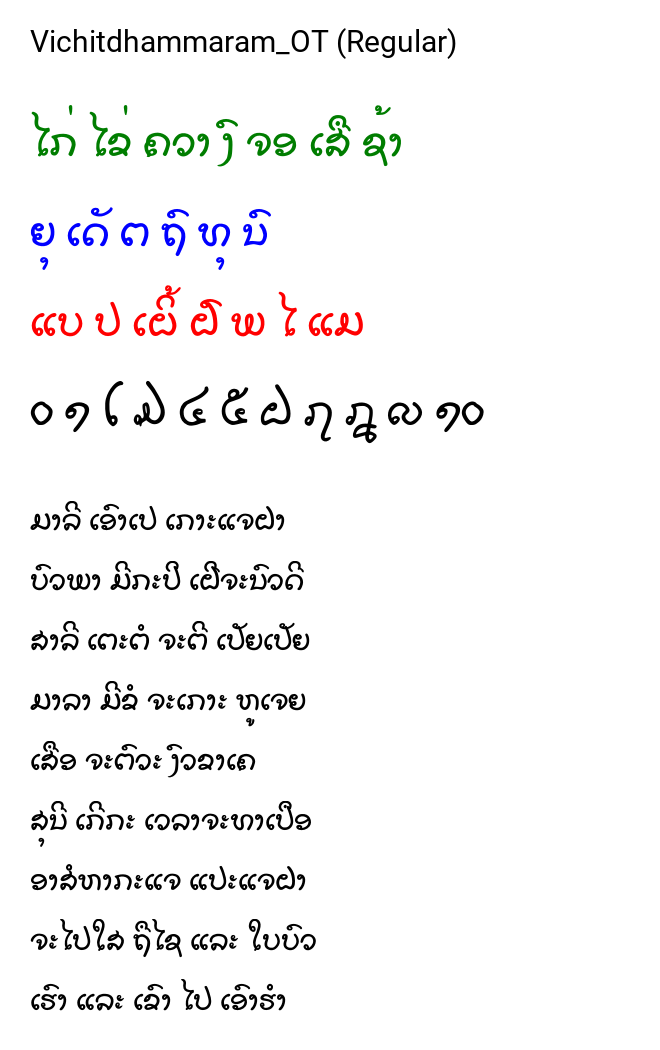 Vichitdhammaram_OT (Regular)
ໄກ່ ໄຂ່ ຄວາ ງົ ຈອ ເສື ຊ້າ
ຍຸ ເດັ ຕ ຖົ ທຸ ນົ
ແບ ປ ເຜິ້ ຝົ ພ ໄ ແມ
໐ ໑ ໒ ໓ ໔ ໕ ໖ ໗ ໘ ໙ ໑໐
ມາລີ ເອົາເປ ເກາະແຈຝາ
ບົວພາ ມີກະປິ ເຝີຈະນົວດີ
ສາລີ ເຕະຕໍ ຈະຕີ ເປັຍເປັຍ
ມາລາ ມີຂໍ ຈະເກາະ ຫູເຈຍ
ເສືອ ຈະຕົວະ ງົວຂາເຄ
ສຸນີ ເກີກະ ເວລາຈະທາເປືອ
ອາສໍຫາກະແຈ ແປະແຈຝາ
ຈະໄປໃສ ຖືໄຊ ແລະ ໃບບົວ
ເຮົາ ແລະ ເຂົາ ໄປ ເອົາຮໍາ